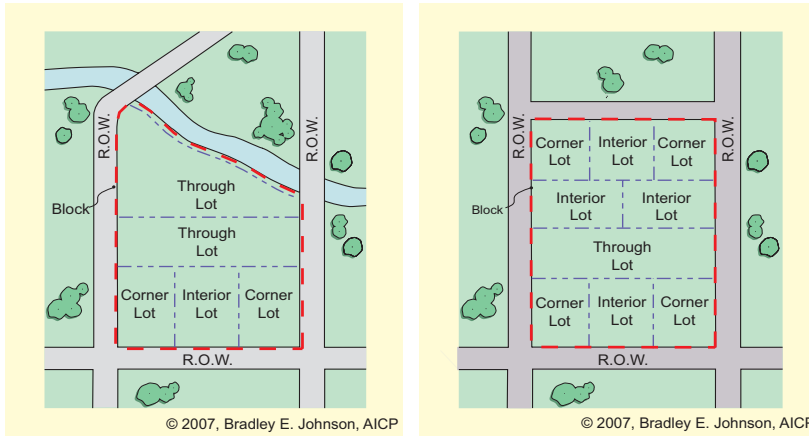 R.O.W.
R.O.W.
Block
Through
Lot
Through
Lot
Corner
Lot
Interior
Lot
Corner
Lot
R.O.W.
© 2007, Bradley E. Johnson, AICP
R.O.W.
R.O.W.
Block
Corner
Lot
Interior
Lot
Corner
Lot
Interior
Lot
Interior
Lot
Through
Lot
Corner
Lot
Interior
Lot
Corner
Lot
R.O.W.
© 2007, Bradley E. Johnson, AICP